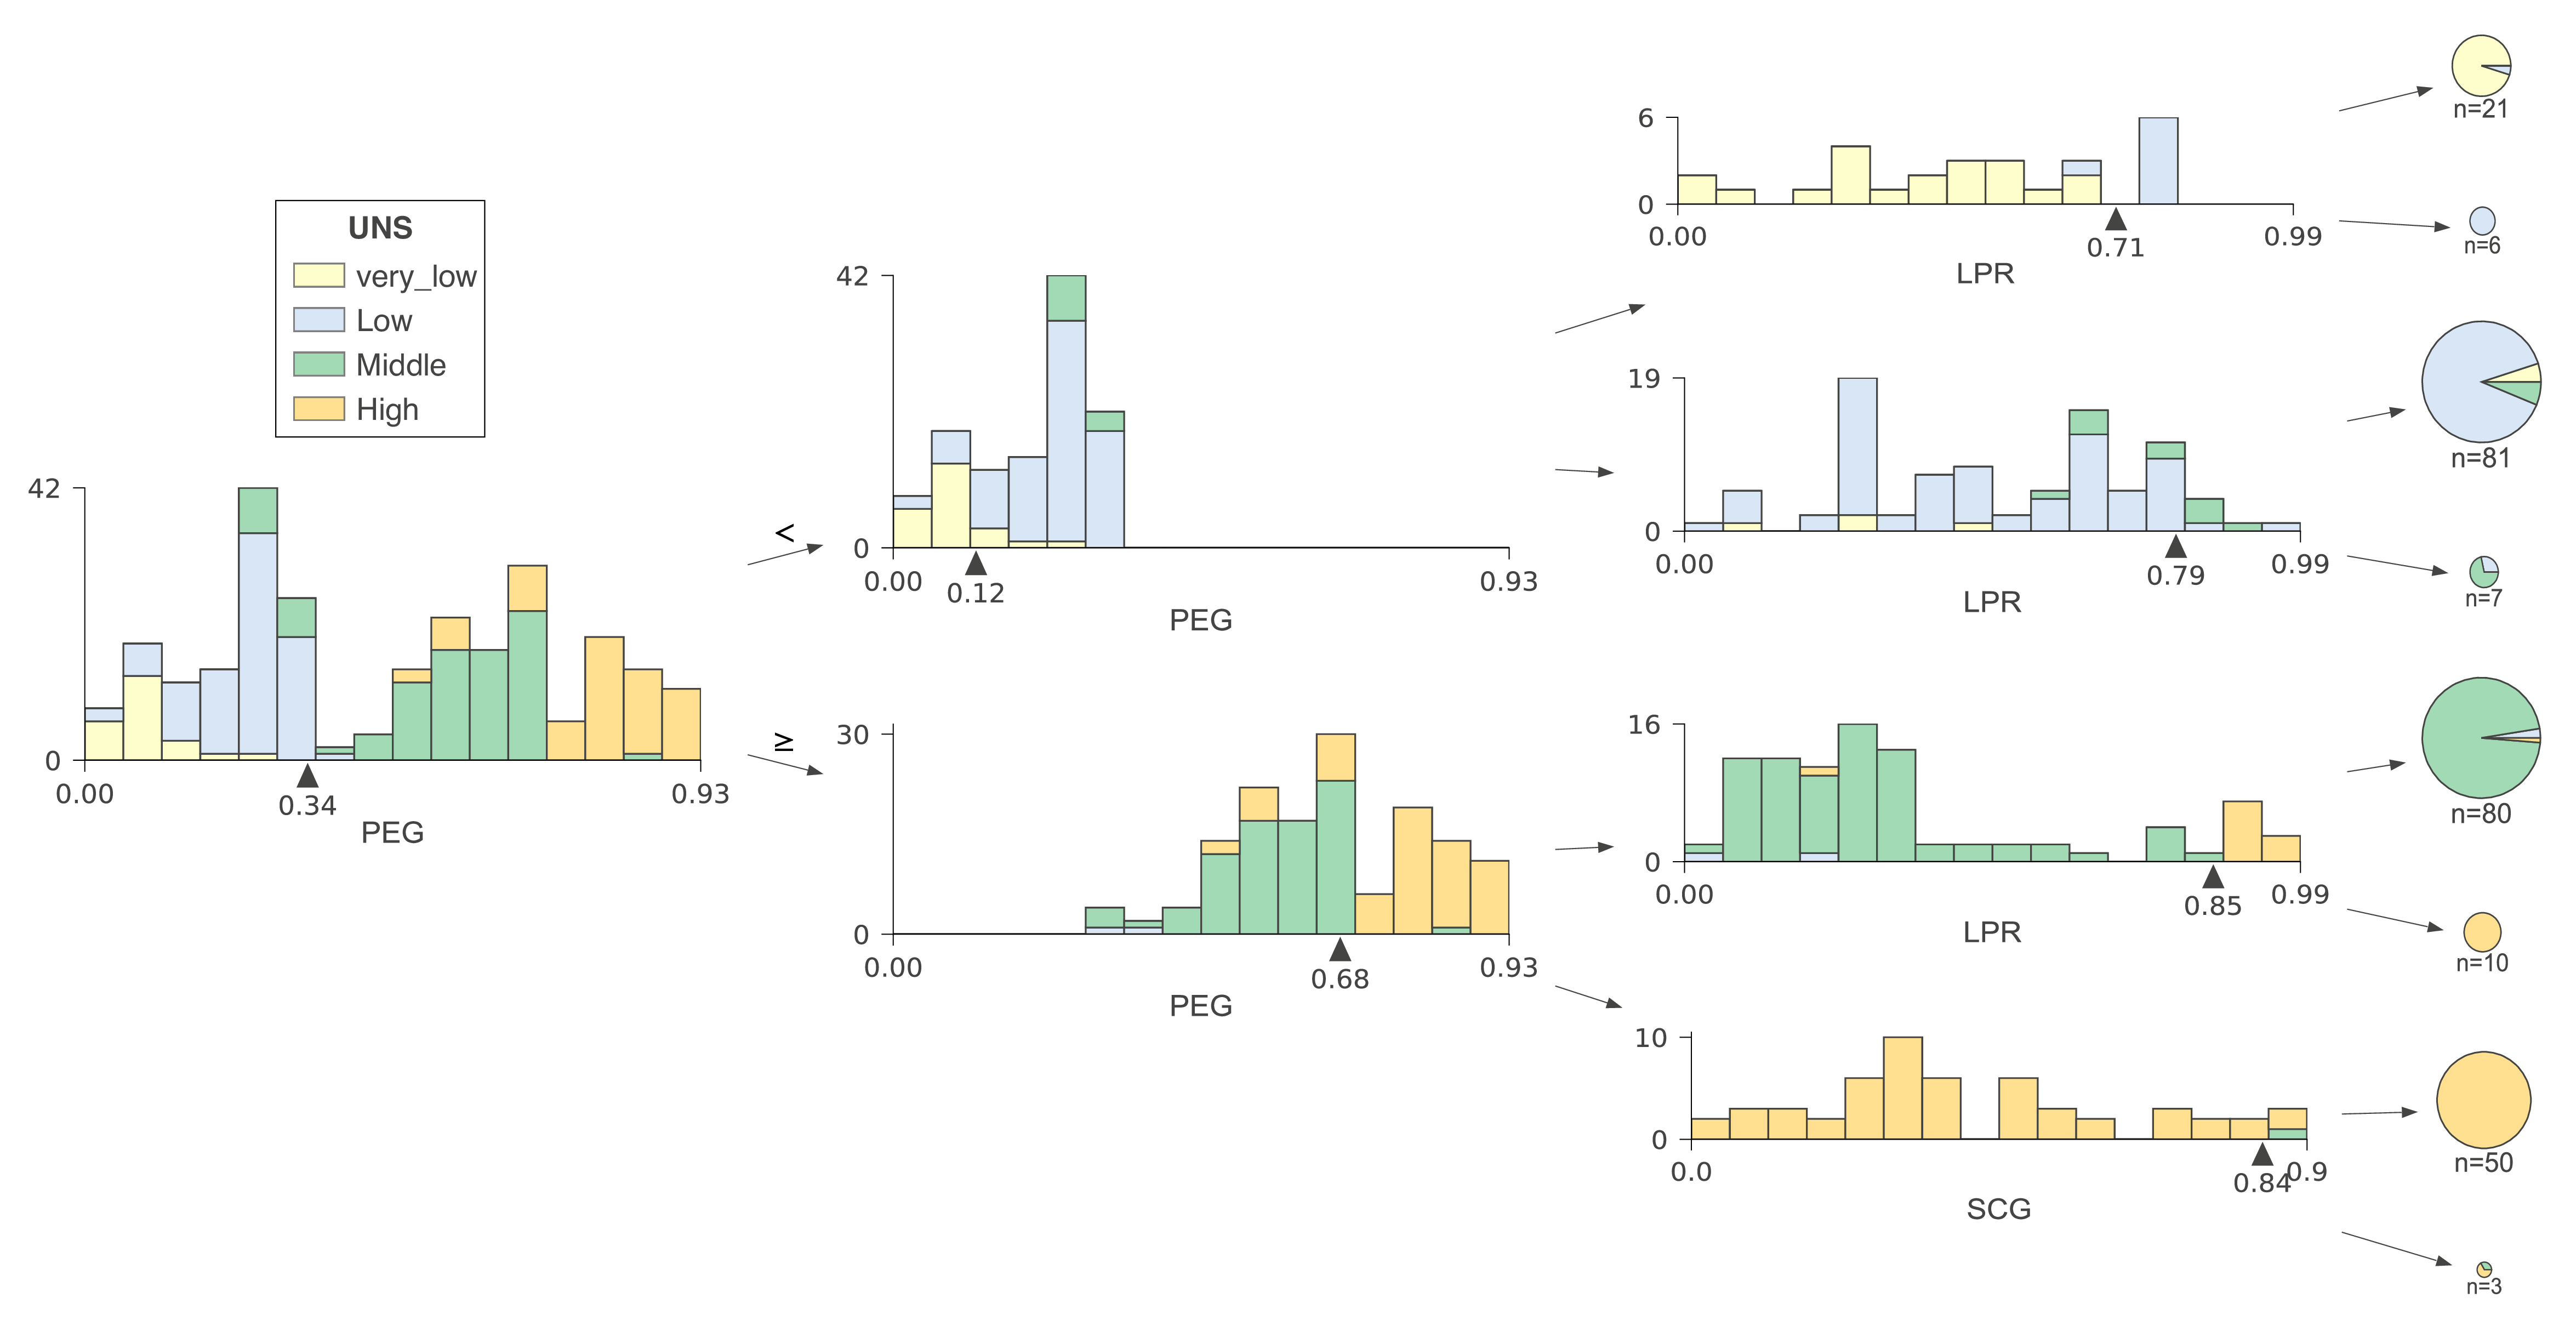 UNS
very_low
Low
Middle
High
42
0
0.00
0.34
0.93
PEG
<
≥
42
0
0.00
0.12
0.93
PEG
30
0
0.00
0.68
0.93
PEG
6
0
0.00
0.71
0.99
LPR
19
0
0.00
0.79
0.99
LPR
16
0
0.00
0.85
0.99
LPR
10
0
0.0
0.84
0.9
SCG
n=21
n=6
n=81
n=7
n=80
n=10
n=50
n=3